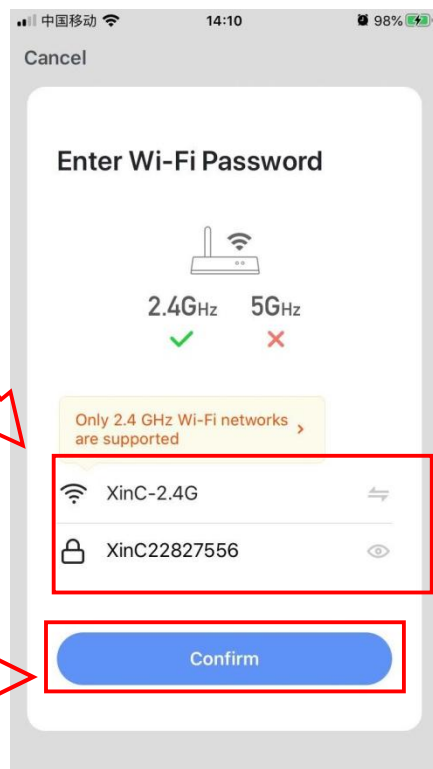 中国移动 14:10 98%
Cancel
Enter Wi-Fi Password
2.4GHz 5GHz
Only 2.4 GHz Wi-Fi networks
are supported
XinC-2.4G
XinC22827556
Confirm